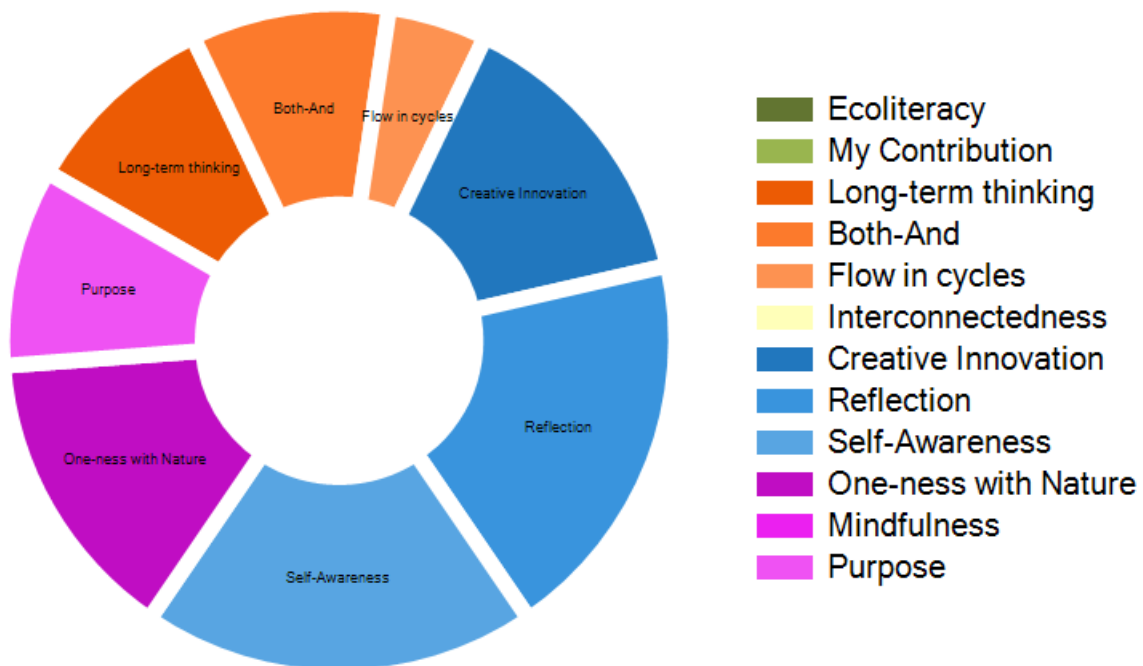 Both-And
Flow in cycles
Long-term thinking
Creative Innovation
Purpose
Reflection
One-ness with Nature
Self-Awareness
Ecoliteracy
My Contribution
Long-term thinking
Both-And
Flow in cycles
Interconnectedness
Creative Innovation
Reflection
Self-Awareness
One-ness with Nature
Mindfulness
Purpose